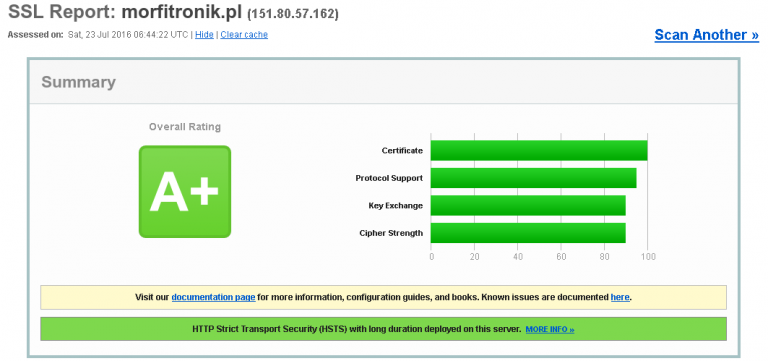 SSL Report: morfitronik.pl (151.80.57.162)
Assessed on: Sat, 23 Jul 2016 06:44:22 UTC | Hide | Clear cache
Scan Another »
Summary
Overall Rating
A+
Certificate
Protocol Support
Key Exchange
Cipher Strength
0 20 40 60 80 100
Visit our documentation page for more information, configuration guides, and books. Known issues are documented here.
HTTP Strict Transport Security (HSTS) with long duration deployed on this server. MORE INFO »